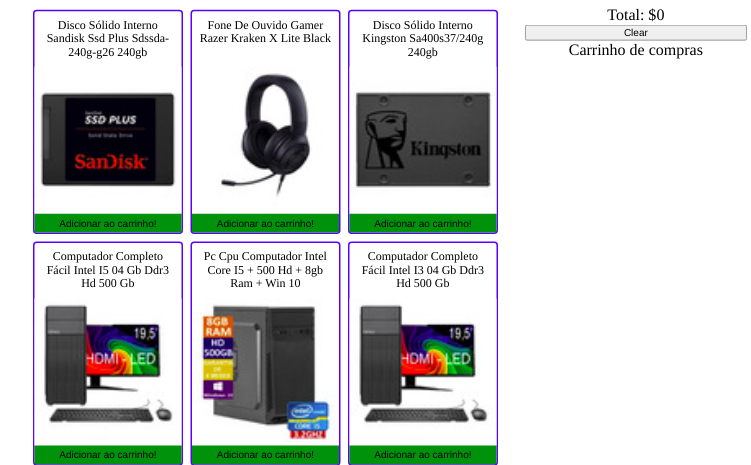 Disco Sólido Interno
Sandisk Ssd Plus Sdssda-
240g-g26 240gb
SSD PLUS
Solid State Drive
SanDisk
Adicionar ao carrinho!
Fone De Ouvido Gamer
Razer Kraken X Lite Black
Adicionar ao carrinho!
Disco Sólido Interno
Kingston Sa400s37/240g
240gb
Kingston
Adicionar ao carrinho!
Computador Completo
Fácil Intel I5 04 Gb Ddr3
Hd 500 Gb
19,5'
HDMI - LED
Adicionar ao carrinho!
Pc Cpu Computador Intel
Core I5 + 500 Hd + 8gb
Ram + Win 10
8GB
RAM
HD
500GB
intel
CORE i5
3.2GHZ
Adicionar ao carrinho!
Computador Completo
Fácil Intel I3 04 Gb Ddr3
Hd 500 Gb
19,5'
HDMI - LED
Adicionar ao carrinho!
Total: $0
Clear
Carrinho de compras